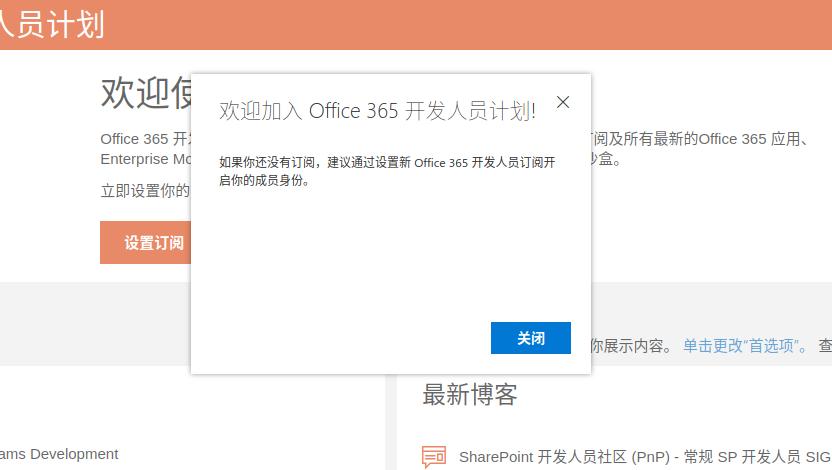 人员计划
欢迎使
欢迎加入 Office 365 开发人员计划!
Office 365 开发
阅及所有最新的Office 365 应用、
如果你还没有订阅，建议通过设置新 Office 365 开发人员订阅开
启你的成员身份。
Enterprise Mo
沙盒。
立即设置你的
设置订阅
关闭
你展示内容。 单击更改“首选项”。 查
最新博客
ams Development
SharePoint 开发人员社区 (PnP) - 常规 SP 开发人员 SIG